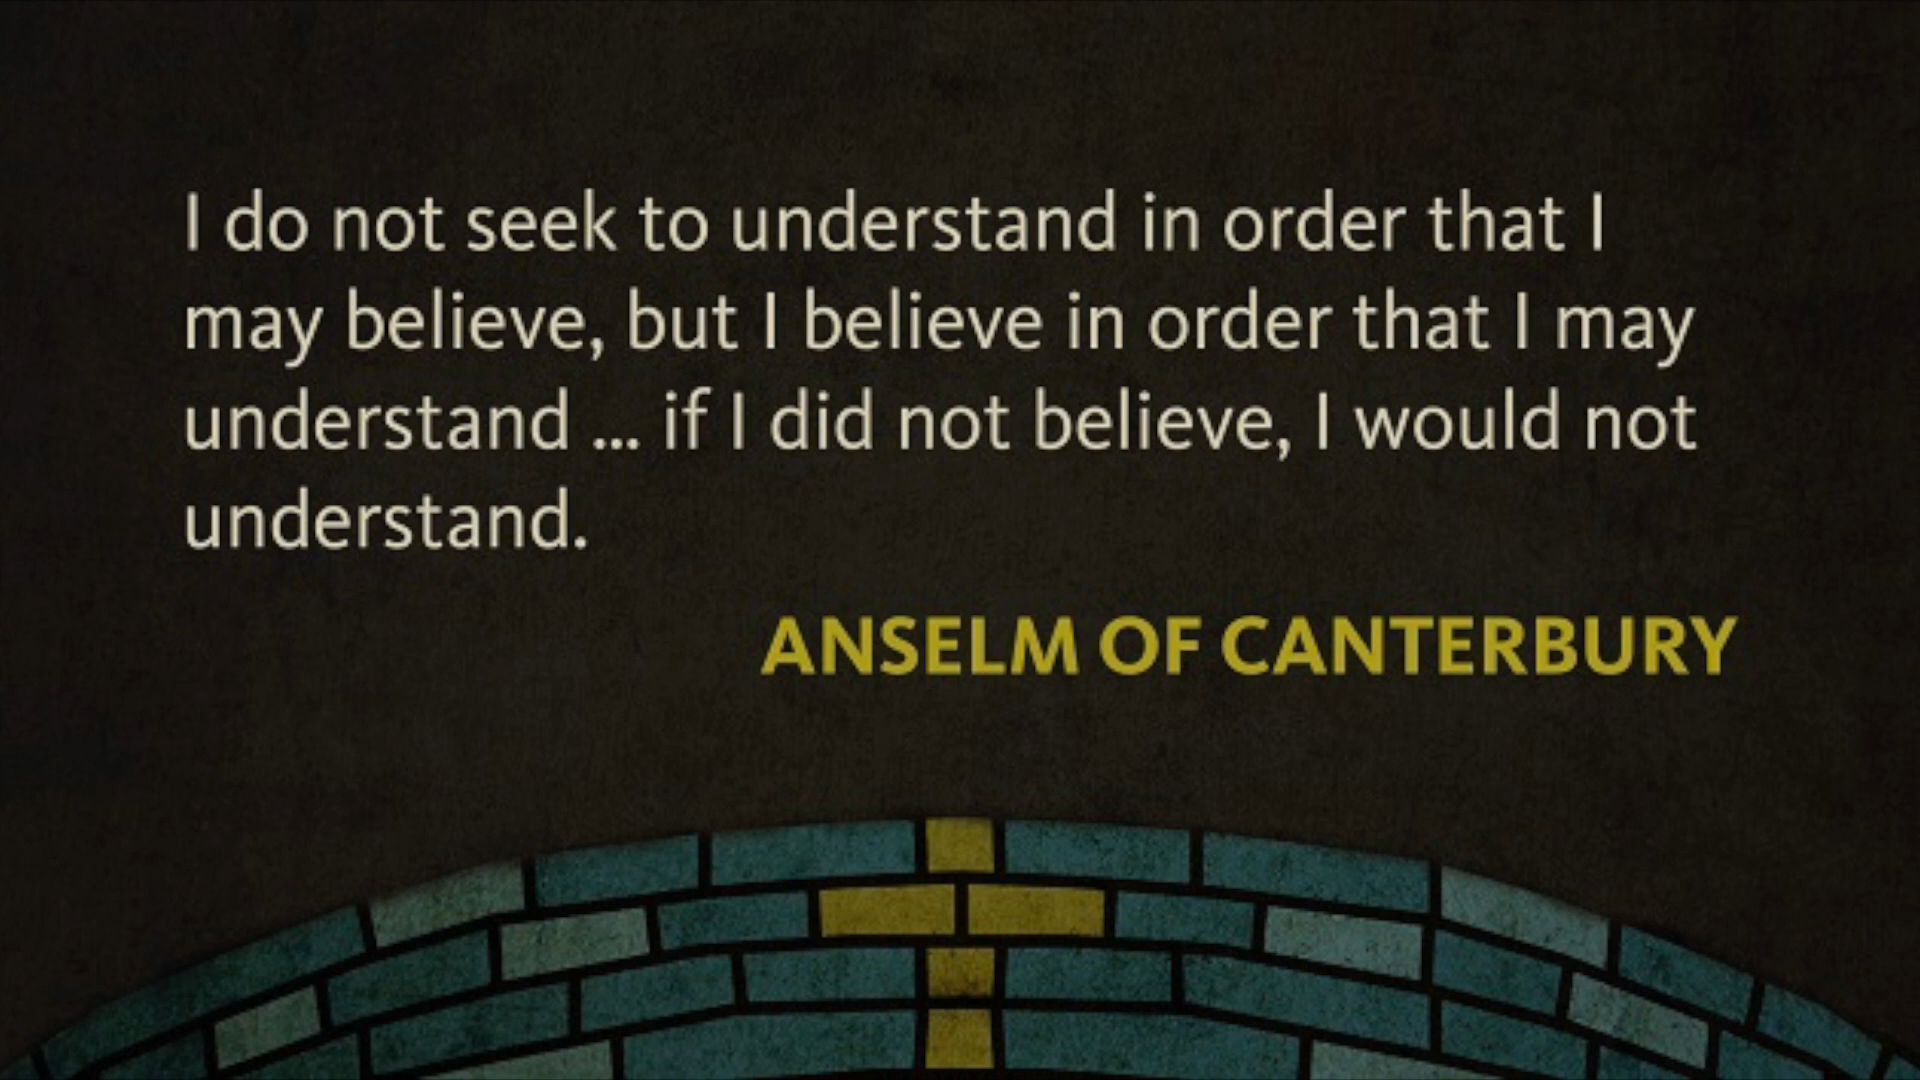 I do not seek to understand in order that I
may believe, but I believe in order that I may
understand ... if I did not believe, I would not
understand.
ANSELM OF CANTERBURY